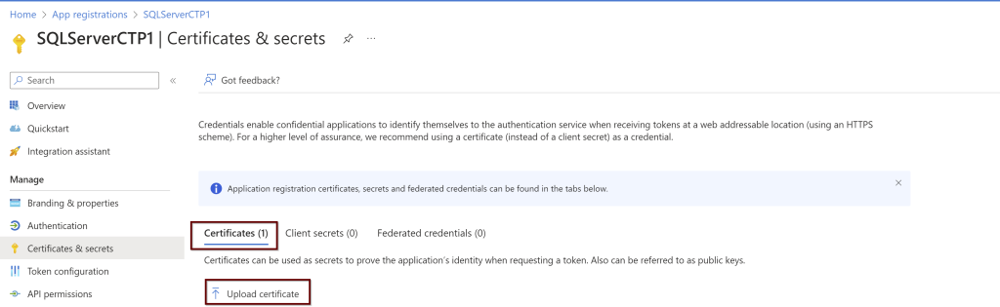 Home > App registrations > SQLServerCTP1
SQLServerCTP1 | Certificates & secrets
Search
Got feedback?
Overview
Quickstart
Integration assistant
Manage
Branding & properties
Authentication
Certificates & secrets
Token configuration
API permissions
Credentials enable confidential applications to identify themselves to the authentication service when receiving tokens at a web addressable location (using an HTTPS
scheme). For a higher level of assurance, we recommend using a certificate (instead of a client secret) as a credential.
Application registration certificates, secrets and federated credentials can be found in the tabs below.
Certificates (1) Client secrets (0) Federated credentials (0)
Certificates can be used as secrets to prove the application's identity when requesting a token. Also can be referred to as public keys.
Upload certificate